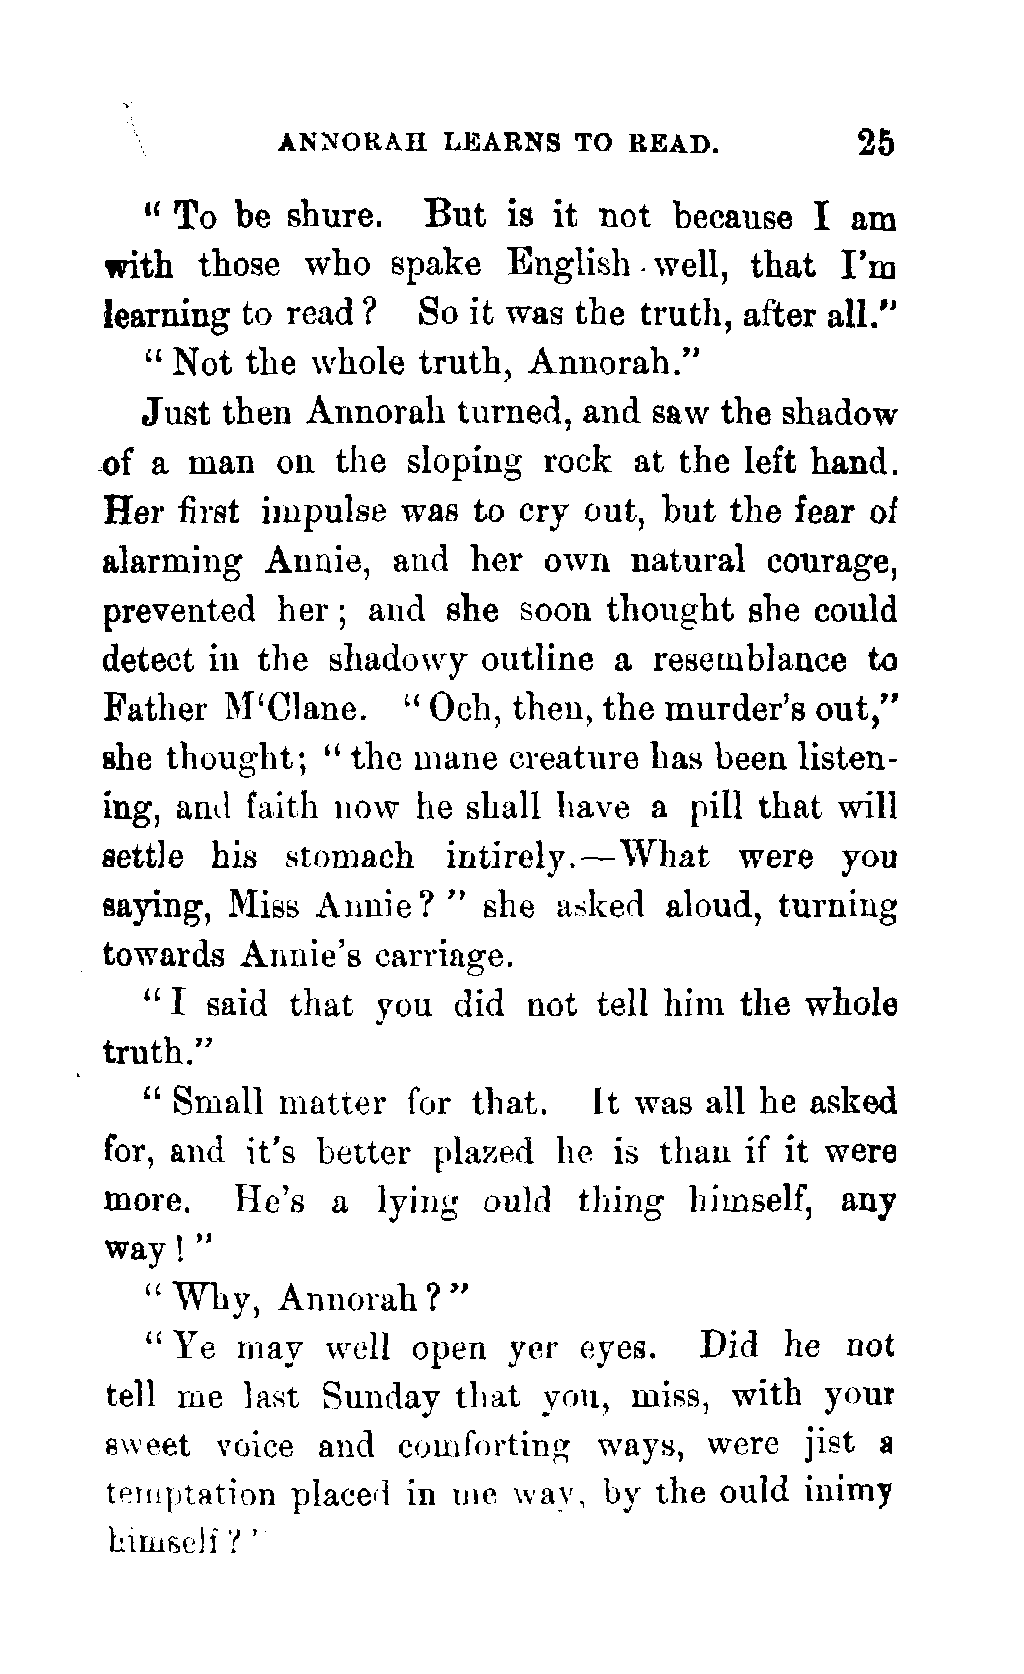 ANNORAH LEARNS TO READ. 25
" To be shure. But is it not because I am
with those who spake English well, that I'm
learning to read? So it was the truth, after all."
" Not the whole truth, Annorah."
Just then Annorah turned, and saw the shadow
of a man on the sloping rock at the left hand.
Her first impulse was to cry out, but the fear of
alarming Annie, and her own natural courage,
prevented her; and she soon thought she could
detect in the shadowy outline a resemblance to
Father M‘Clane. " Och, then, the murder's out,"
she thought; " the mane creature has been listen-
ing, and faith now he shall have a pill that will
settle his stomach intirely.—What were you
saying, Miss Annie? " she asked aloud, turning
towards Annie's carriage.
" I said that you did not tell him the whole
truth."
" Small matter for that. It was all he asked
for, and it's better plazed he is than if it were
more. He's a lying ould thing himself, any
way! "
" Why, Annorah? "
" Ye may well open yer eyes. Did he not
tell me last Sunday that you, miss, with your
sweet voice and comforting ways, were jist a
temptation placed in me way, by the ould inimy
himself? '